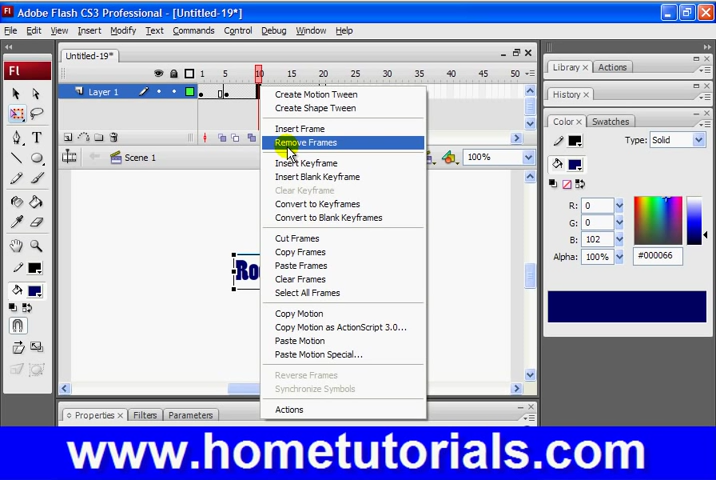 Adobe Flash CS3 Professional - [Untitled-19*]
File Edit View Insert Modify Text Commands Control Debug Window Help
Untitled-19*
Fl
1 5 10 15 20 25 30 35 40 45 50 55 60
Layer 1
Scene 1
100%
Create Motion Tween
Create Shape Tween
Insert Frame
Remove Frames
Insert Keyframe
Insert Blank Keyframe
Clear Keyframe
Convert to Keyframes
Convert to Blank Keyframes
Cut Frames
Copy Frames
Paste Frames
Clear Frames
Select All Frames
Copy Motion
Copy Motion as ActionScript 3.0...
Paste Motion
Paste Motion Special...
Reverse Frames
Synchronize Symbols
Actions
Properties × Filters Parameters
Library × Actions
History ×
Color × Swatches
Type: Solid
R: 0
G: 0
B: 102
Alpha: 100% #000066
www.hometutorials.com